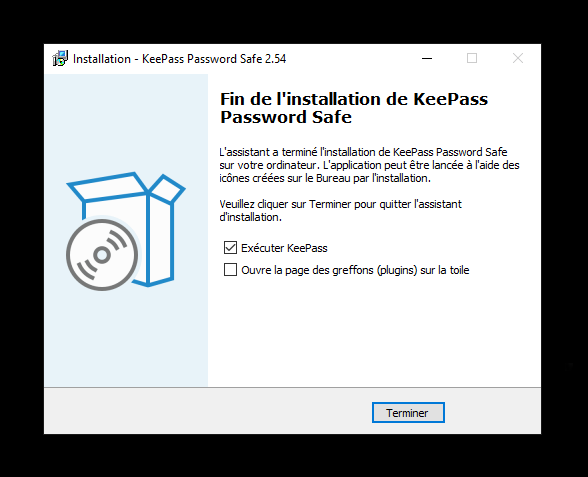 Installation - KeePass Password Safe 2.54
Fin de l'installation de KeePass
Password Safe
L'assistant a terminé l'installation de KeePass Password Safe
sur votre ordinateur. L'application peut être lancée à l'aide des
icônes créées sur le Bureau par l'installation.
Veuillez cliquer sur Terminer pour quitter l'assistant
d'installation.
Exécuter KeePass
Ouvre la page des greffons (plugins) sur la toile
Terminer